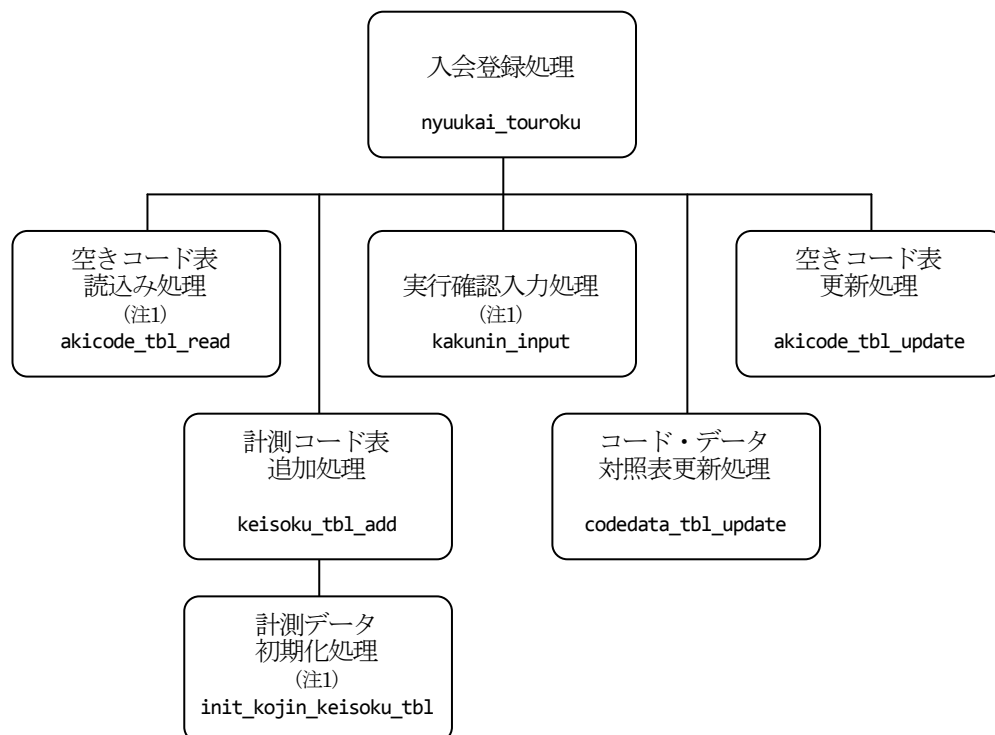 入会登録処理
nyuukai_touroku
空きコード表
読込み処理
（注1）
akicode_tbl_read
実行確認入力処理
（注1）
kakunin_input
空きコード表
更新処理
akicode_tbl_update
計測コード表
追加処理
keisoku_tbl_add
コード・データ
対照表更新処理
codedata_tbl_update
計測データ
初期化処理
（注1）
init_kojin_keisoku_tbl